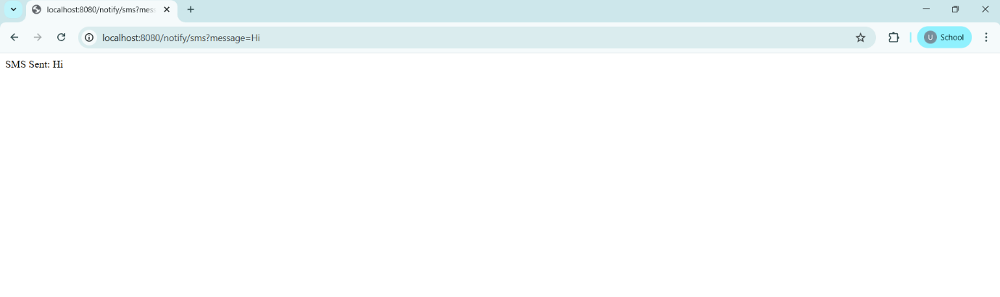 localhost:8080/notify/sms?mess
localhost:8080/notify/sms?message=Hi
U School
SMS Sent: Hi